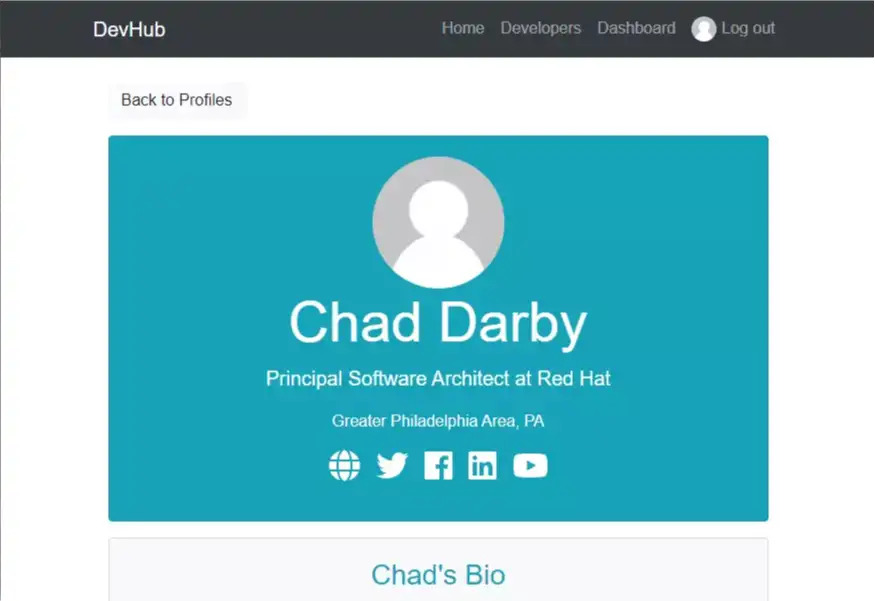 DevHub Home Developers Dashboard Log out
Back to Profiles
Chad Darby
Principal Software Architect at Red Hat
Greater Philadelphia Area, PA
Chad's Bio